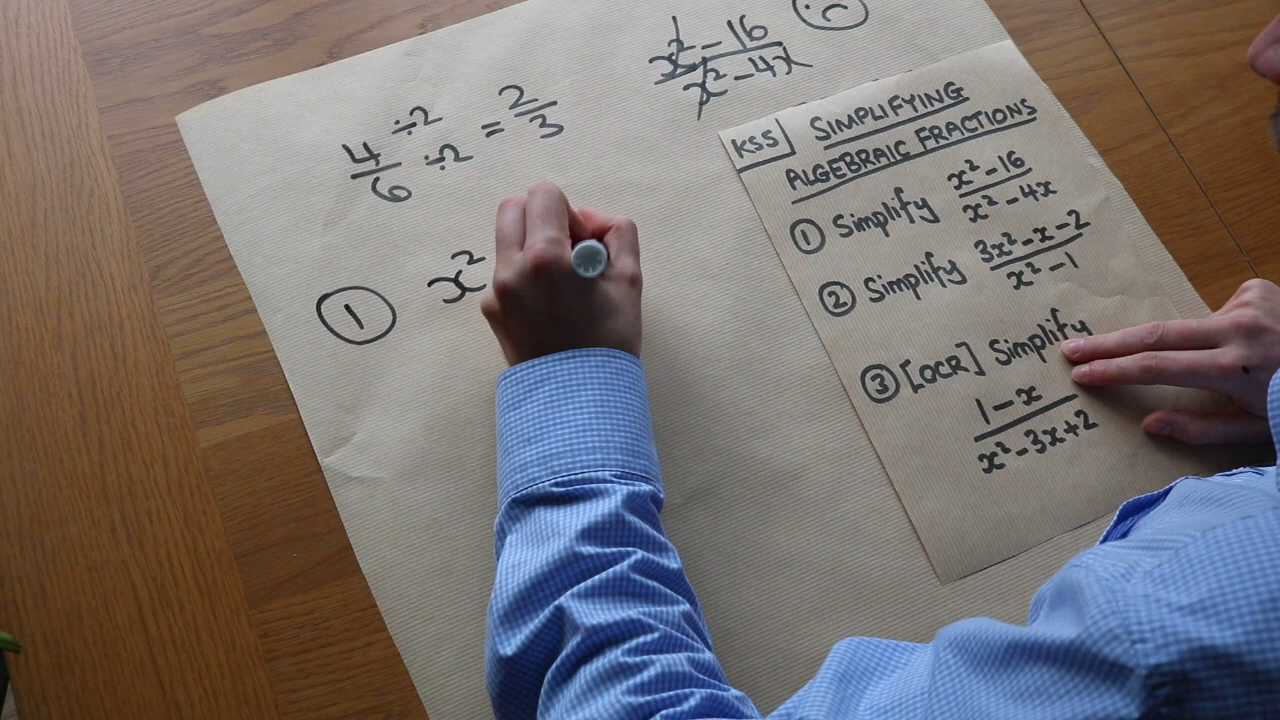 4/6 ÷2 ÷2 = 2/3
x² - 16 / x² - 4x
① x²
KS5 SIMPLIFYING
ALGEBRAIC FRACTIONS
① Simplify x² - 16 / x² - 4x
② Simplify 3x² - x - 2 / x² - 1
③ [OCR] Simplify
1 - x / x² - 3x + 2